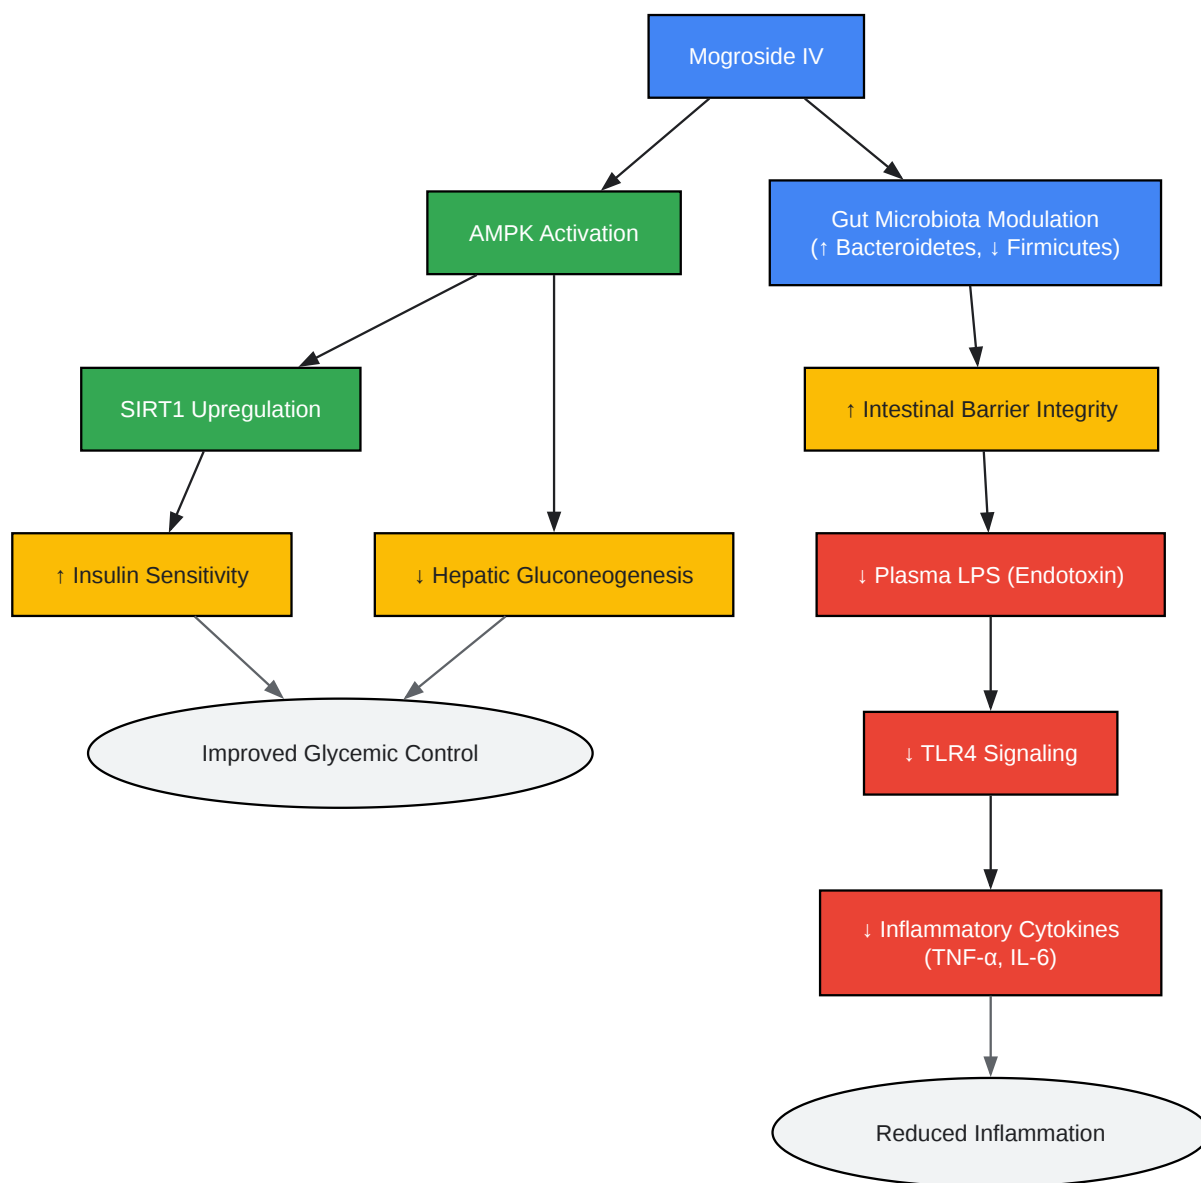 Mogroside IV
AMPK Activation
Gut Microbiota Modulation
(↑ Bacteroidetes, ↓ Firmicutes)
SIRT1 Upregulation
↑ Intestinal Barrier Integrity
↑ Insulin Sensitivity
↓ Hepatic Gluconeogenesis
↓ Plasma LPS (Endotoxin)
Improved Glycemic Control
↓ TLR4 Signaling
↓ Inflammatory Cytokines
(TNF-α, IL-6)
Reduced Inflammation